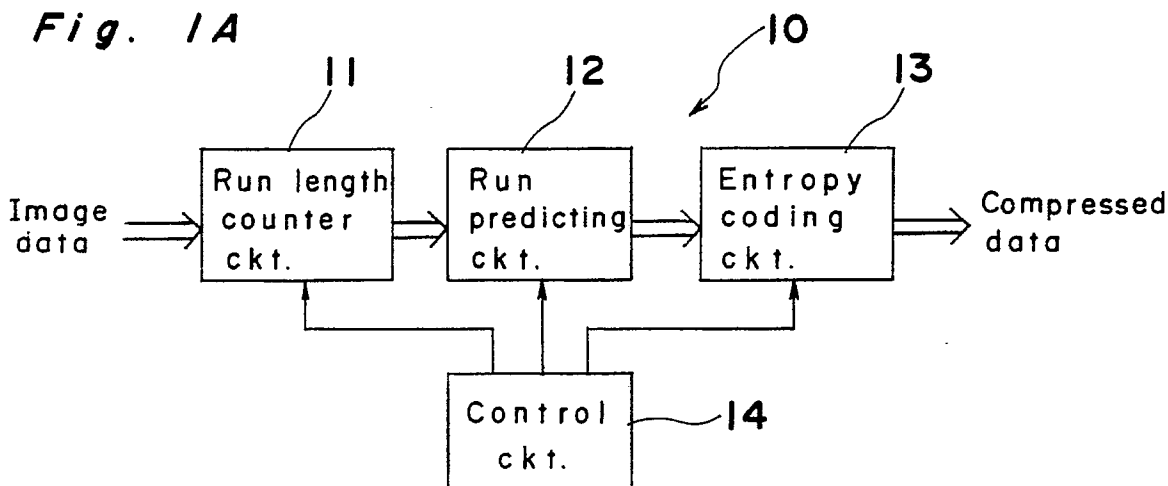 Fig. 1A
10
11
12
13
Image
data
Run length
counter
ckt.
Run
predicting
ckt.
Entropy
coding
ckt.
Compressed
data
Control
ckt.
14